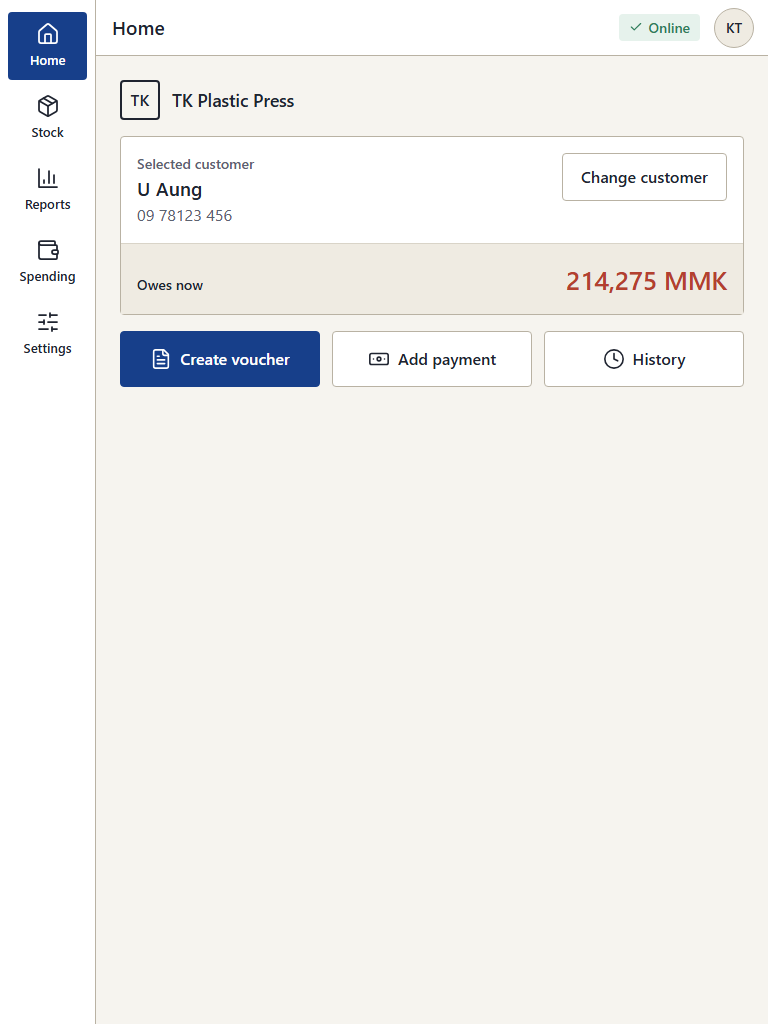 Home
Online
KT
Home
Stock
Reports
Spending
Settings
TK
TK Plastic Press
Selected customer
U Aung
09 78123 456
Change customer
Owes now
214,275 MMK
Create voucher
Add payment
History